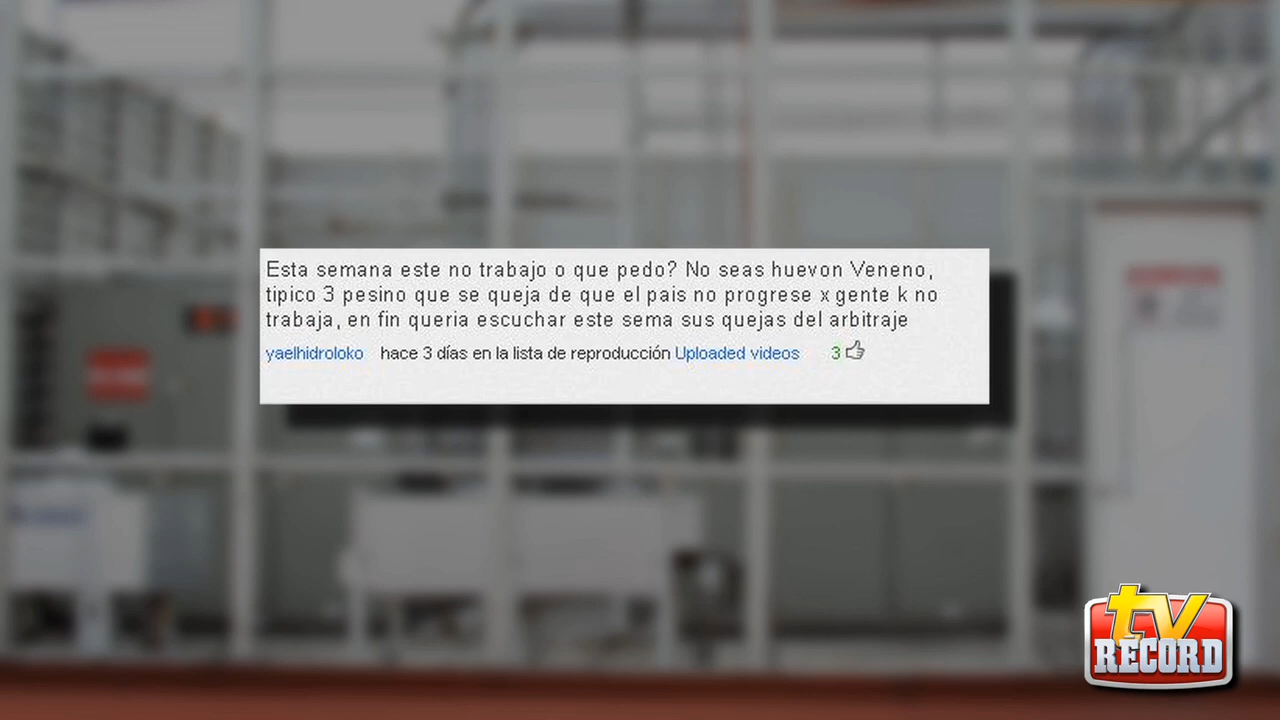 Esta semana este no trabajo o que pedo? No seas huevon Veneno,
tipico 3 pesino que se queja de que el pais no progrese x gente k no
trabaja, en fin queria escuchar este sema sus quejas del arbitraje
yaelhidroloko hace 3 días en la lista de reproducción Uploaded videos 3
tv
RECORD